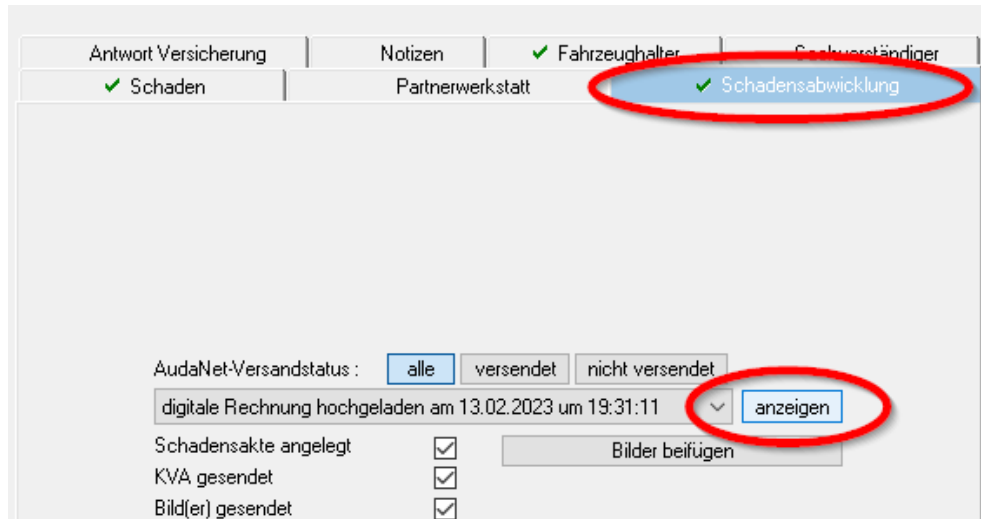 Antwort Versicherung Notizen ✓ Fahrzeughalter Sachverständiger
✓ Schaden Partnerwerkstatt ✓ Schadensabwicklung
AudaNet-Versandstatus : alle versendet nicht versendet
digitale Rechnung hochgeladen am 13.02.2023 um 19:31:11 anzeigen
Schadensakte angelegt Bilder beifügen
KVA gesendet
Bild(er) gesendet